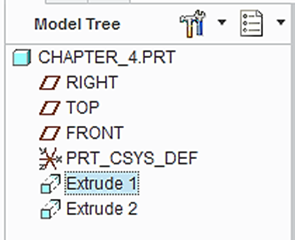 Model Tree
CHAPTER_4.PRT
RIGHT
TOP
FRONT
PRT_CSYS_DEF
Extrude 1
Extrude 2